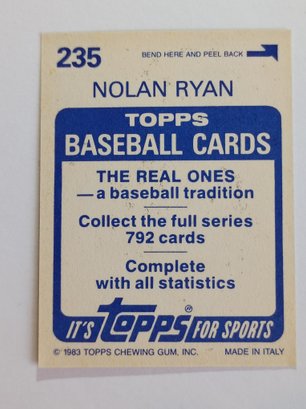 235 BEND HERE AND PEEL BACK
NOLAN RYAN
TOPPS
BASEBALL CARDS
THE REAL ONES
—a baseball tradition
Collect the full series
792 cards
Complete
with all statistics
IT'S topps® FOR SPORTS
© 1983 TOPPS CHEWING GUM, INC. MADE IN ITALY